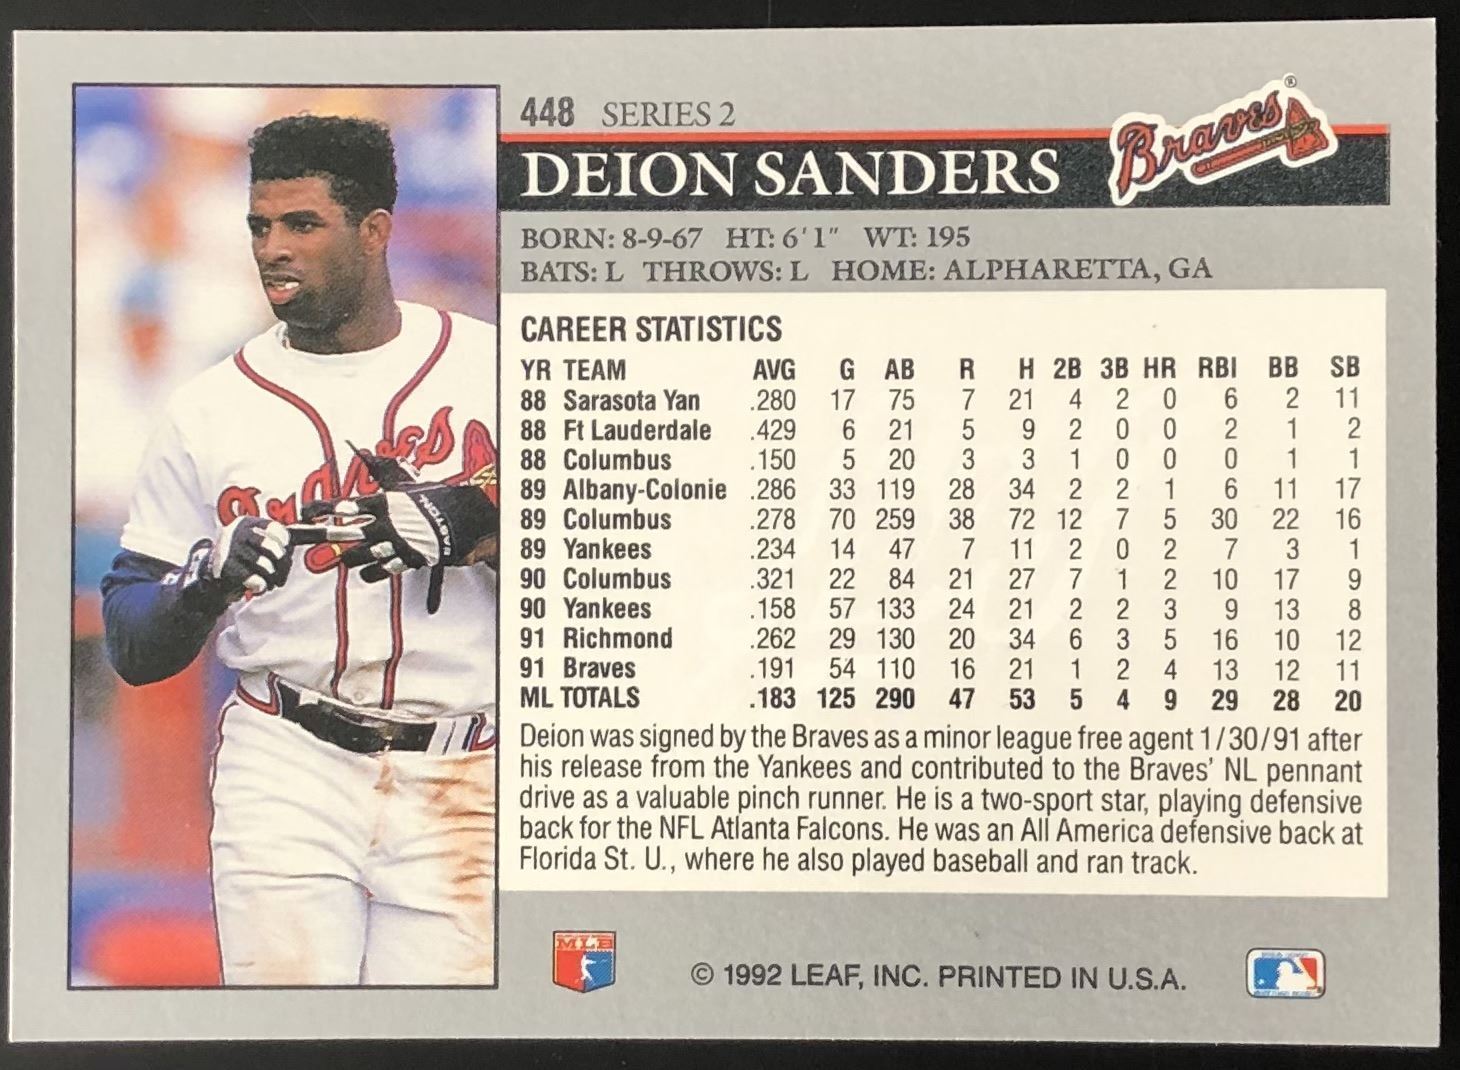 448 SERIES 2
DEION SANDERS
Braves®
BORN: 8-9-67 HT: 6'1" WT: 195
BATS: L THROWS: L HOME: ALPHARETTA, GA
CAREER STATISTICS
YR TEAM AVG G AB R H 2B 3B HR RBI BB SB
88 Sarasota Yan .280 17 75 7 21 4 2 0 6 2 11
88 Ft Lauderdale .429 6 21 5 9 2 0 0 2 1 2
88 Columbus .150 5 20 3 3 1 0 0 0 1 1
89 Albany-Colonie .286 33 119 28 34 2 2 1 6 11 17
89 Columbus .278 70 259 38 72 12 7 5 30 22 16
89 Yankees .234 14 47 7 11 2 0 2 7 3 1
90 Columbus .321 22 84 21 27 7 1 2 10 17 9
90 Yankees .158 57 133 24 21 2 2 3 9 13 8
91 Richmond .262 29 130 20 34 6 3 5 16 10 12
91 Braves .191 54 110 16 21 1 2 4 13 12 11
ML TOTALS .183 125 290 47 53 5 4 9 29 28 20
Deion was signed by the Braves as a minor league free agent 1/30/91 after
his release from the Yankees and contributed to the Braves' NL pennant
drive as a valuable pinch runner. He is a two-sport star, playing defensive
back for the NFL Atlanta Falcons. He was an All America defensive back at
Florida St. U., where he also played baseball and ran track.
Braves
EASTON
MLB
© 1992 LEAF, INC. PRINTED IN U.S.A.